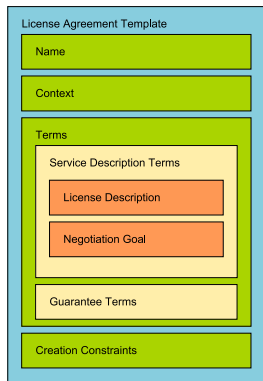 License Agreement Template
Name
Context
Terms
Service Description Terms
License Description
Negotiation Goal
Guarantee Terms
Creation Constraints